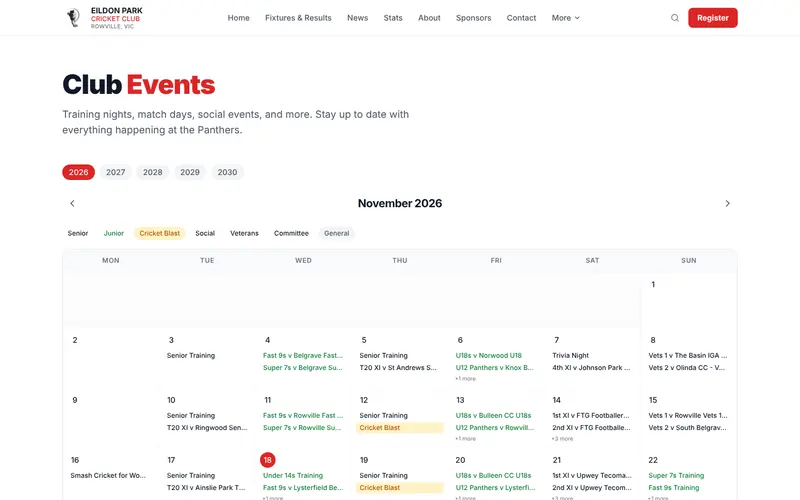 EILDON PARK
CRICKET CLUB
ROWVILLE, VIC
Home Fixtures & Results News Stats About Sponsors Contact More
Register
Club Events
Training nights, match days, social events, and more. Stay up to date with
everything happening at the Panthers.
2026 2027 2028 2029 2030
November 2026
Senior Junior Cricket Blast Social Veterans Committee General
MON TUE WED THU FRI SAT SUN
1
2 3 4 5 6 7 8
Senior Training Fast 9s v Belgrave Fast... Senior Training U18s v Norwood U18 Trivia Night Vets 1 v The Basin IGA ...
Super 7s v Belgrave Su... T20 XI v St Andrews S... U12 Panthers v Knox B... 4th XI v Johnson Park ... Vets 2 v Olinda CC - V...
+1 more
9 10 11 12 13 14 15
Senior Training Fast 9s v Rowville Fast ... Senior Training U18s v Bulleen CC U18s 1st XI v FTG Footballer... Vets 1 v Rowville Vets 1...
T20 XI v Ringwood Sen... Super 7s v Rowville Su... Cricket Blast U12 Panthers v Rowvill... 2nd XI v FTG Footballe... Vets 2 v South Belgrav...
+1 more +3 more
16 17 18 19 20 21 22
Smash Cricket for Wo... Senior Training Under 14s Training Senior Training U18s v Bulleen CC U18s 1st XI v Upwey Tecoma... Super 7s Training
T20 XI v Ainslie Park T... Fast 9s v Lysterfield Be... Cricket Blast U12 Panthers v Lysterfi... 2nd XI v Upwey Tecom... Fast 9s Training